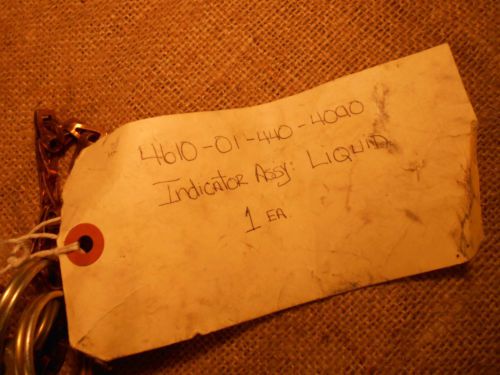 4610-01-440-4090
Indicator Assy: LIQUID
1 EA.